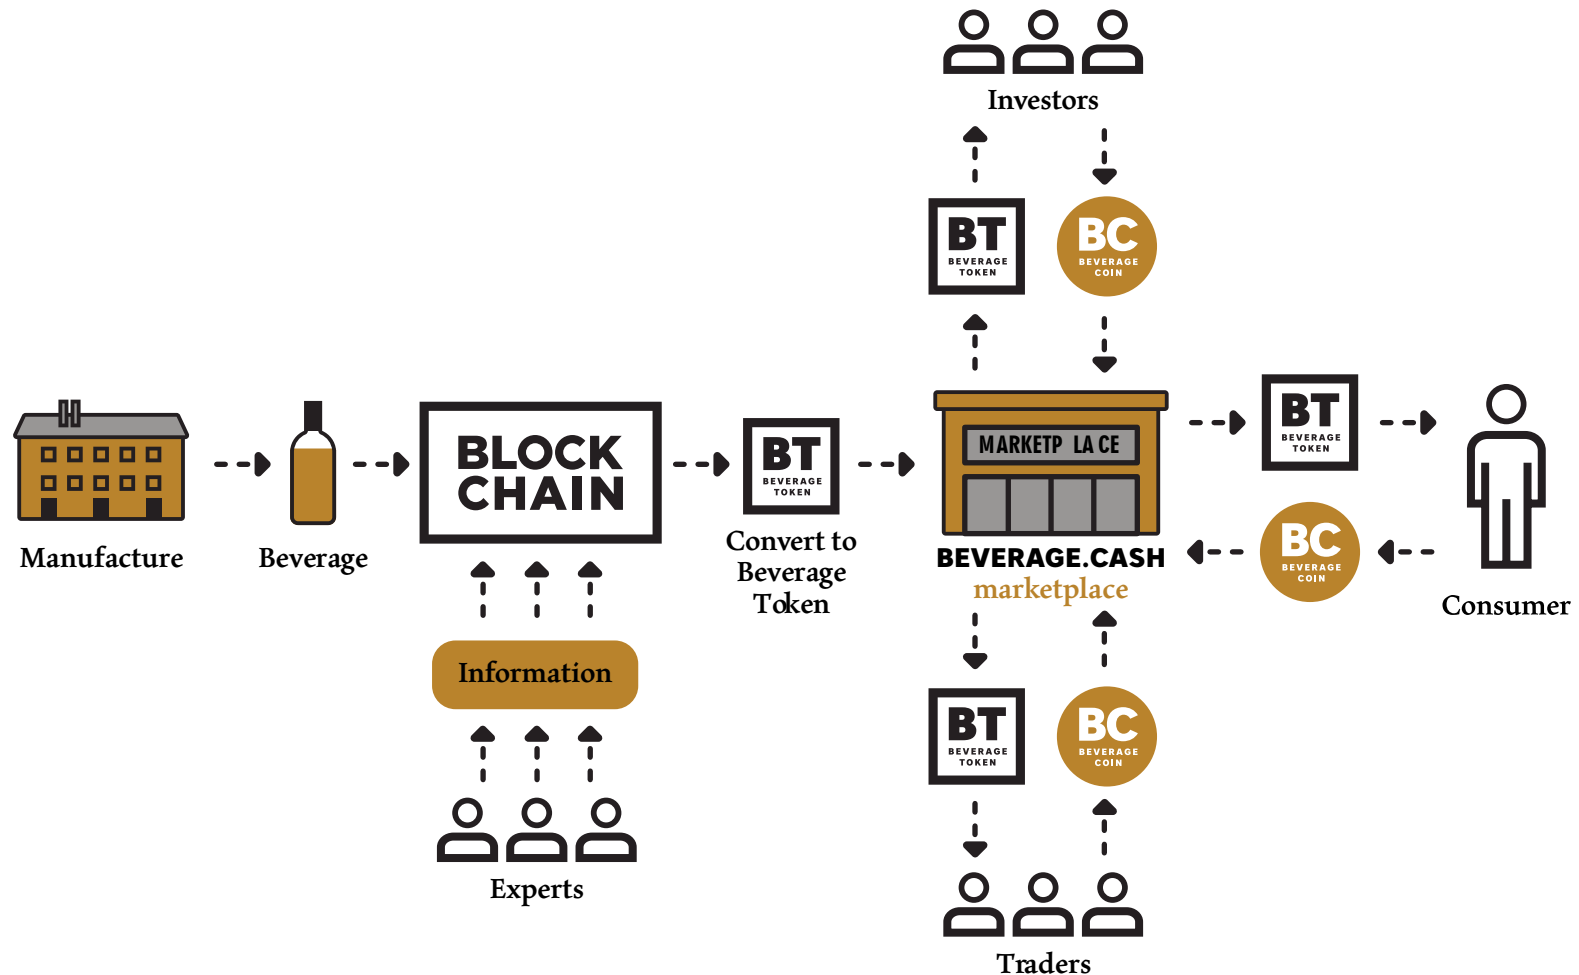 Investors
BT
BEVERAGE
TOKEN
BC
BEVERAGE
COIN
MARKETP LA CE
BEVERAGE.CASH
marketplace
BT
BEVERAGE
TOKEN
BC
BEVERAGE
COIN
Consumer
Manufacture
Beverage
BLOCK
CHAIN
BT
BEVERAGE
TOKEN
Convert to
Beverage
Token
Information
Experts
BT
BEVERAGE
TOKEN
BC
BEVERAGE
COIN
Traders